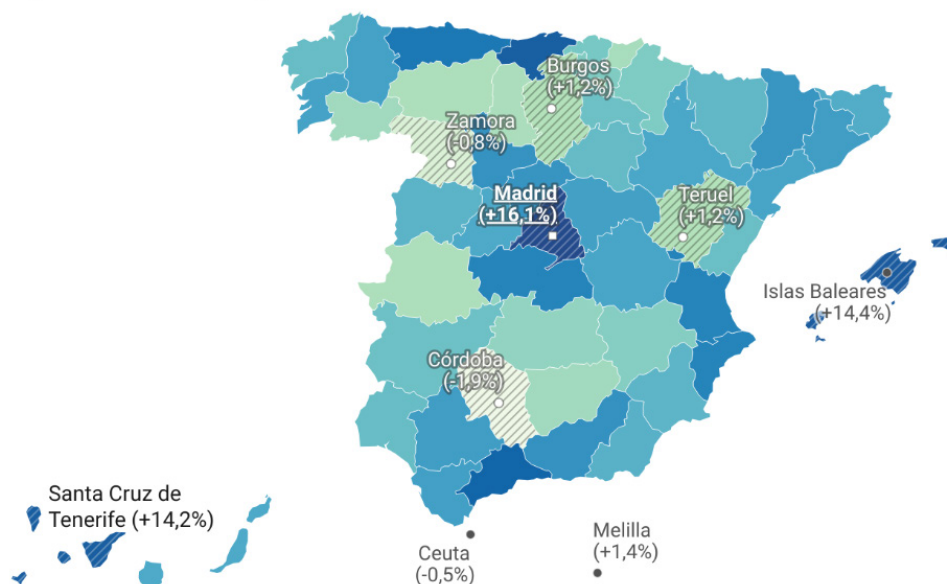 Burgos
(+1,2%)
Zamora
(-0,8%)
Madrid
(+16,1%)
Teruel
(+1,2%)
Islas Baleares
(+14,4%)
Córdoba
(-1,9%)
Santa Cruz de
Tenerife (+14,2%)
Ceuta
(-0,5%)
Melilla
(+1,4%)